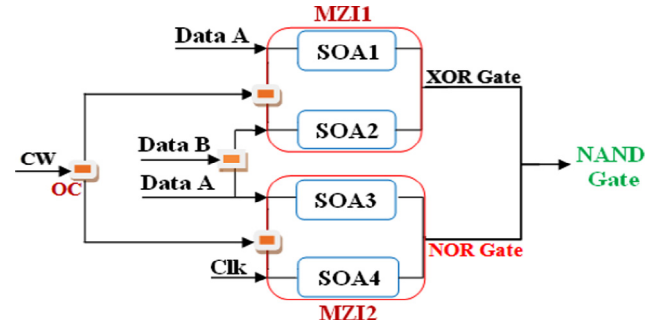 MZI1
Data A
SOA1
XOR Gate
SOA2
Data B
CW
OC
Data A
NAND
Gate
SOA3
NOR Gate
Clk
SOA4
MZI2